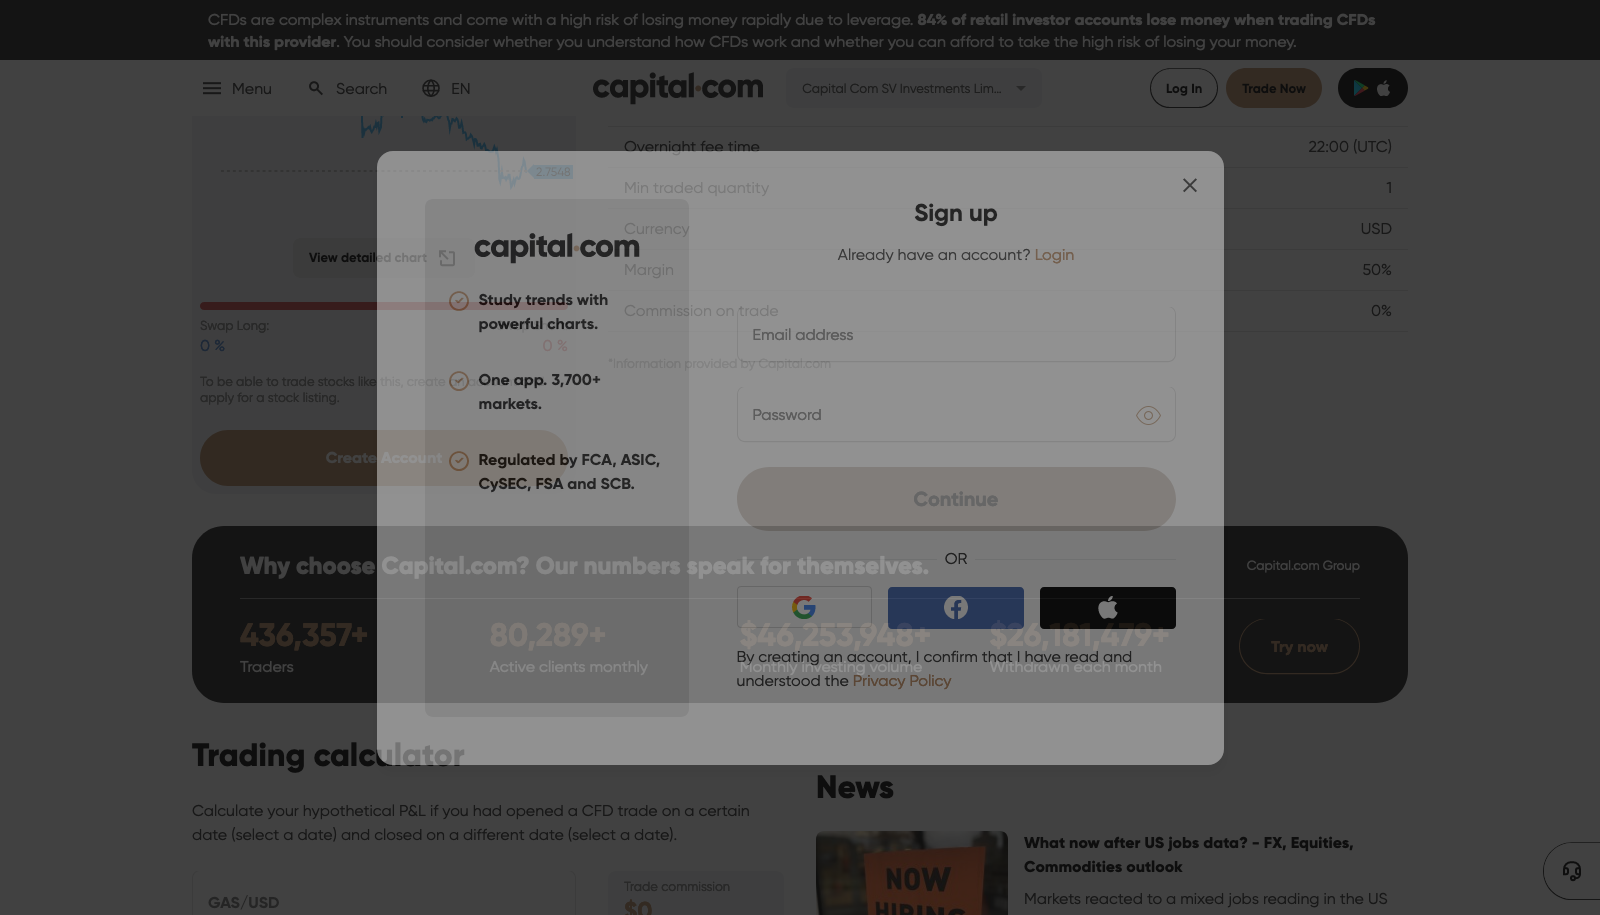 CFDs are complex instruments and come with a high risk of losing money rapidly due to leverage. 84% of retail investor accounts lose money when trading CFDs
with this provider. You should consider whether you understand how CFDs work and whether you can afford to take the high risk of losing your money.
Menu
Search
EN
capital.com
Capital Com SV Investments Lim...
Log In
Trade Now
2.7548
View detailed chart
Swap Long:
0 %
0 %
To be able to trade stocks like this, create
apply for a stock listing.
Create Account
Overnight fee time
22:00 (UTC)
Min traded quantity
1
Currency
USD
Margin
50%
Commission on trade
0%
*Information provided by Capital.com
capital.com
Study trends with
powerful charts.
One app. 3,700+
markets.
Regulated by FCA, ASIC,
CySEC, FSA and SCB.
Sign up
Already have an account? Login
Email address
Password
Continue
OR
By creating an account, I confirm that I have read and
understood the Privacy Policy
Why choose Capital.com? Our numbers speak for themselves.
Capital.com Group
436,357+
Traders
80,289+
Active clients monthly
$46,253,948+
Monthly investing volume
$26,181,479+
Withdrawn each month
Try now
Trading calculator
Calculate your hypothetical P&L if you had opened a CFD trade on a certain
date (select a date) and closed on a different date (select a date).
GAS/USD
Trade commission
$0
News
NOW
HIRING
What now after US jobs data? - FX, Equities,
Commodities outlook
Markets reacted to a mixed jobs reading in the US